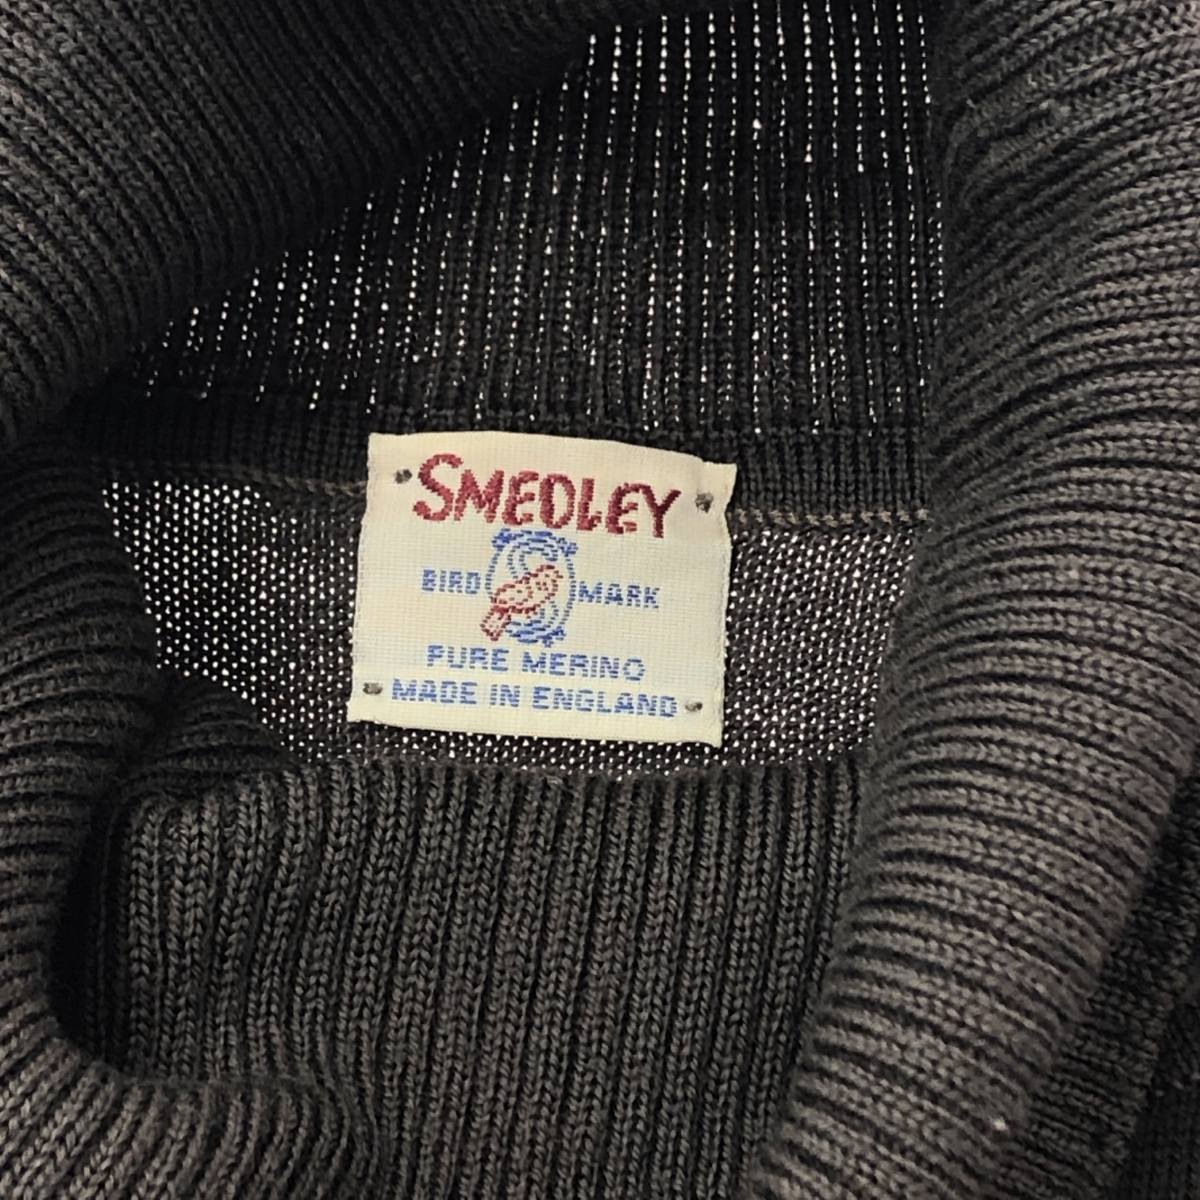 SMEDLEY
BIRD MARK
PURE MERINO
MADE IN ENGLAND